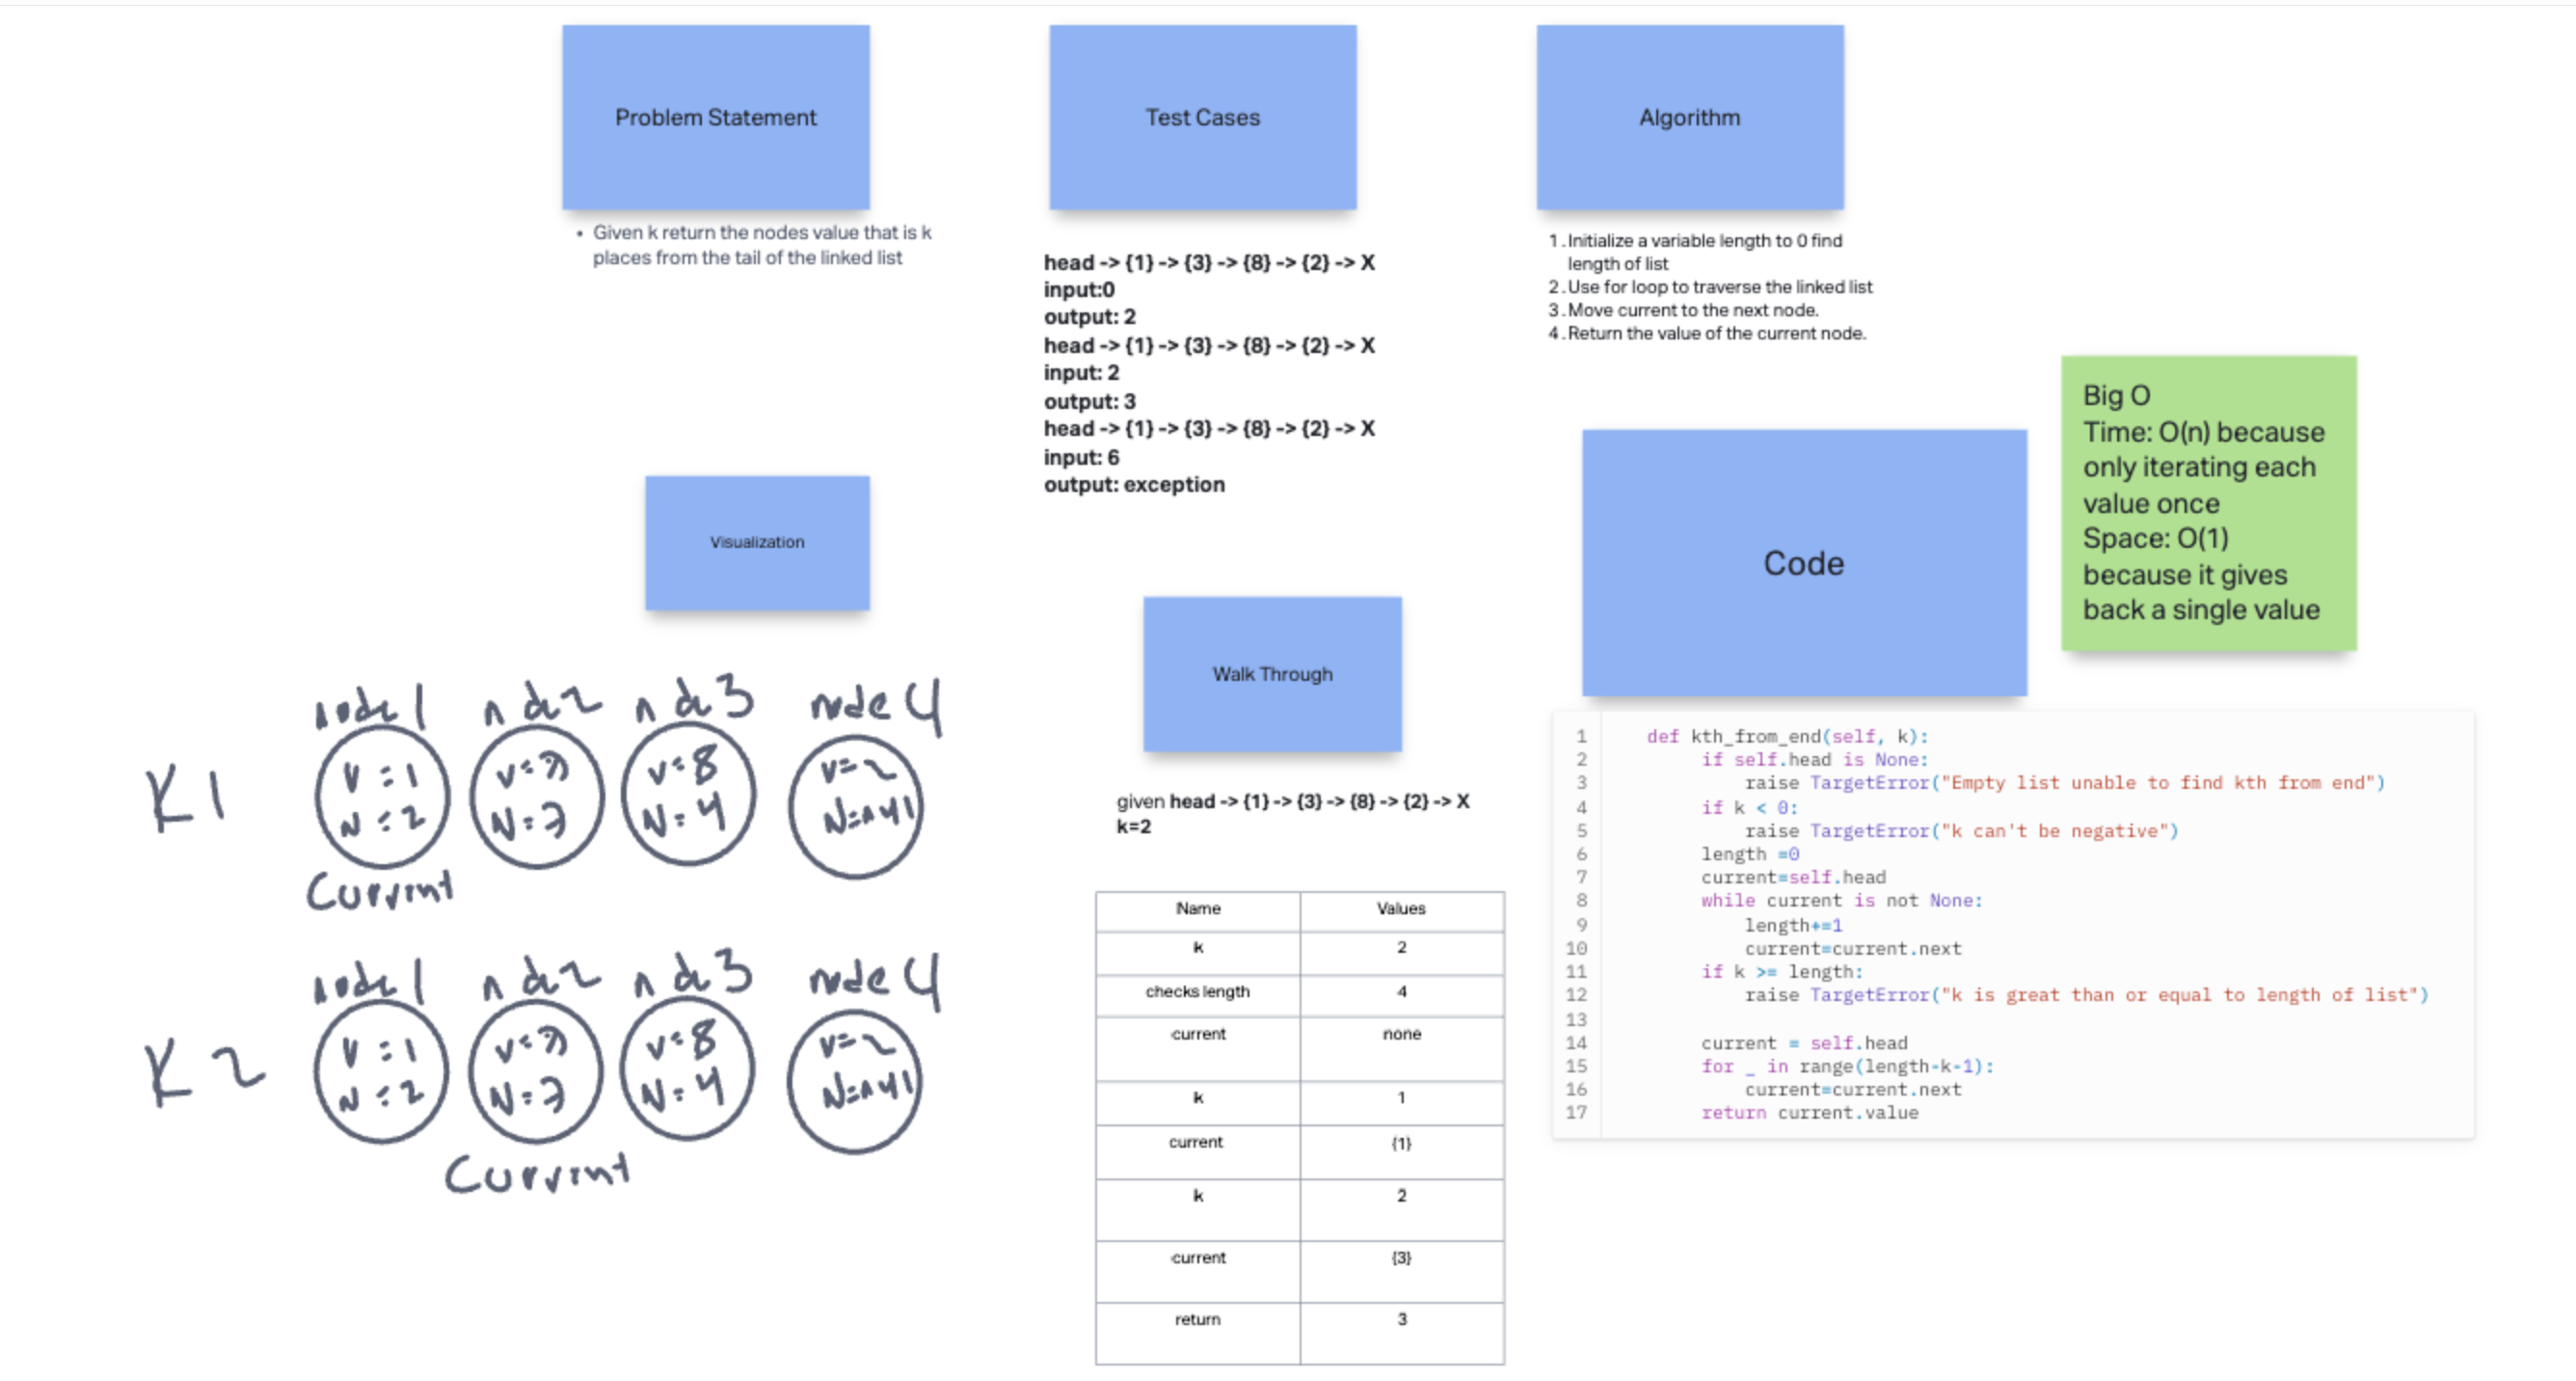 Problem Statement
• Given k return the nodes value that is k
places from the tail of the linked list
Test Cases
head -> {1} -> {3} -> {8} -> {2} -> X
input:0
output: 2
head -> {1} -> {3} -> {8} -> {2} -> X
input: 2
output: 3
head -> {1} -> {3} -> {8} -> {2} -> X
input: 6
output: exception
Algorithm
1. Initialize a variable length to 0 find
length of list
2. Use for loop to traverse the linked list
3. Move current to the next node.
4. Return the value of the current node.
Big O
Time: O(n) because
only iterating each
value once
Space: O(1)
because it gives
back a single value
Visualization
K1
node 1 nde2 nde3 node 4
V = 1
N = 2
V=3
N=3
V=8
N=4
V=2
Current
K2
node 1 nde2 nde3 node 4
V = 1
N = 2
V=3
N=3
V=8
N=4
V=2
Current
Walk Through
given head -> {1} -> {3} -> {8} -> {2} -> X
k=2
Name Values
k 2
checks length 4
current none
k 1
current {1}
k 2
current {3}
return 3
Code
1 def kth_from_end(self, k):
2 if self.head is None:
3 raise TargetError("Empty list unable to find kth from end")
4 if k < 0:
5 raise TargetError("k can't be negative")
6 length =0
7 current=self.head
8 while current is not None:
9 length+=1
10 current=current.next
11 if k >= length:
12 raise TargetError("k is great than or equal to length of list")
13
14 current = self.head
15 for _ in range(length-k-1):
16 current=current.next
17 return current.value